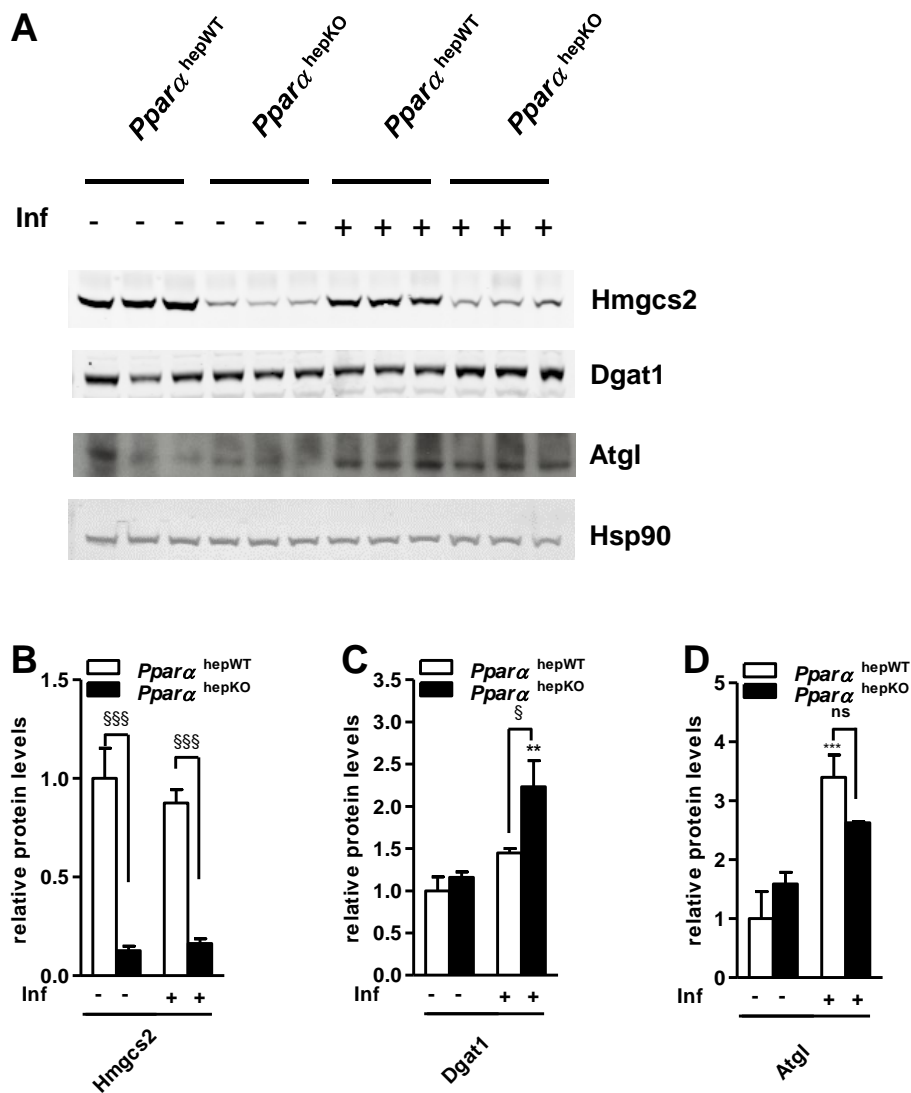 A
Pparα hepWT Pparα hepKO Pparα hepWT Pparα hepKO
Inf - - - - - - + + + + + +
Hmgcs2
Dgat1
Atgl
Hsp90
B
Pparα hepWT
Pparα hepKO
relative protein levels
1.5
1.0
0.5
0.0
§§§
§§§
Inf - - + +
Hmgcs2
C
Pparα hepWT
Pparα hepKO
relative protein levels
3.5
3.0
2.5
2.0
1.5
1.0
0.5
0.0
§
**
Inf - - + +
Dgat1
D
Pparα hepWT
Pparα hepKO
relative protein levels
5
4
3
2
1
0
ns
***
Inf - - + +
Atgl